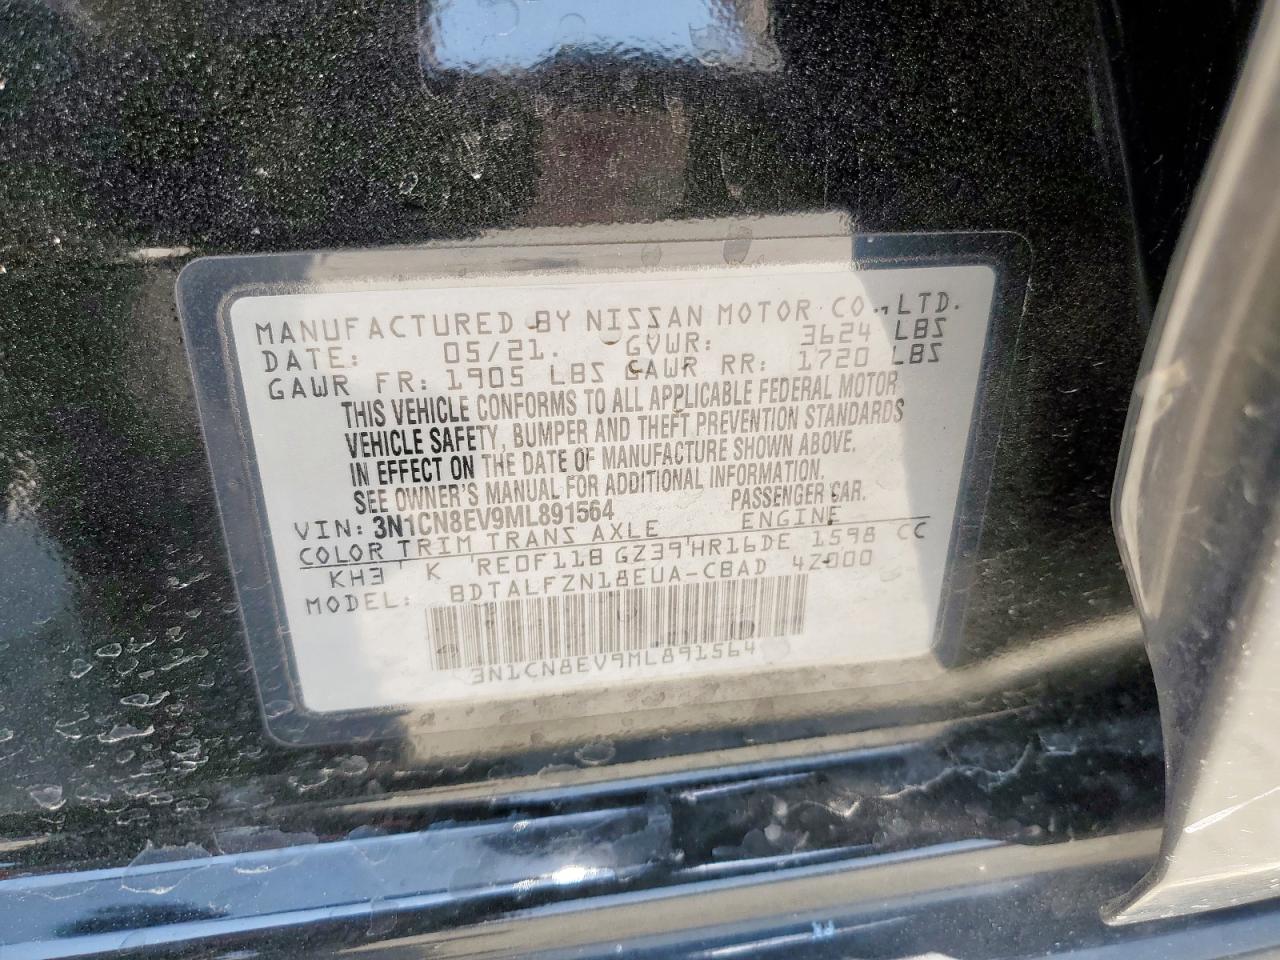 MANUFACTURED BY NISSAN MOTOR CO., LTD.
DATE: 05/21. GVWR: 3624 LBS
GAWR FR: 1905 LBS GAWR RR: 1720 LBS
THIS VEHICLE CONFORMS TO ALL APPLICABLE FEDERAL MOTOR
VEHICLE SAFETY, BUMPER AND THEFT PREVENTION STANDARDS
IN EFFECT ON THE DATE OF MANUFACTURE SHOWN ABOVE.
SEE OWNER'S MANUAL FOR ADDITIONAL INFORMATION.
VIN: 3N1CN8EV9ML891564 PASSENGER CAR.
COLOR TRIM TRANS AXLE ENGINE
KH3 K RE0F11B GZ39 HR16DE 1598 CC
MODEL: BDTALFZN18EUA-CBAD 4Z000
3N1CN8EV9ML891564